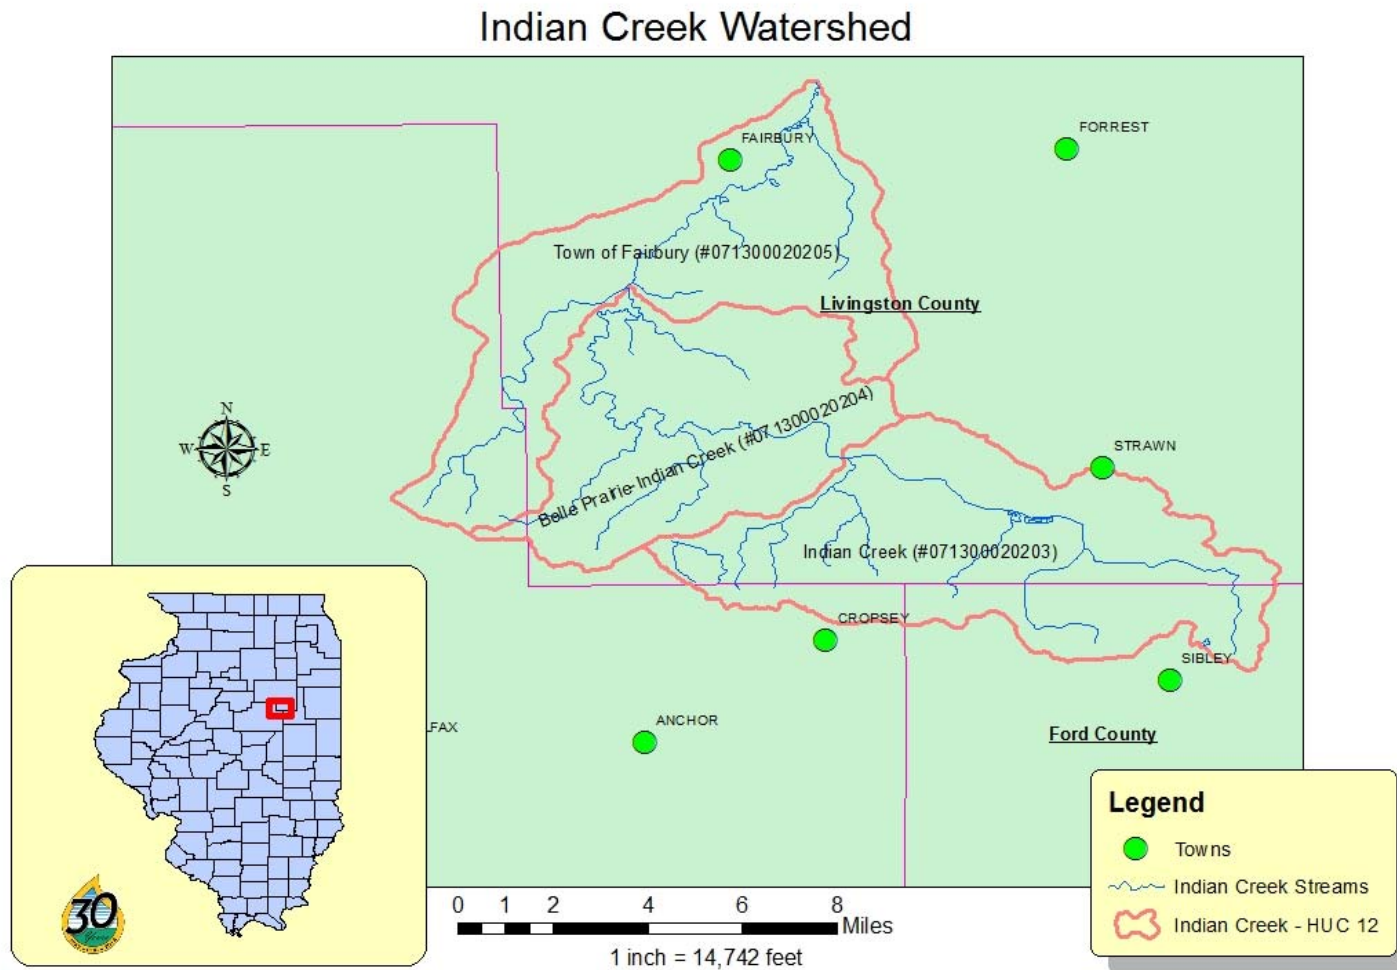 Indian Creek Watershed
FAIRBURY
FORREST
Town of Fairbury (#071300020205)
Livingston County
Belle Prairie-Indian Creek (#071300020204)
STRAWN
Indian Creek (#071300020203)
N
W E
S
CROPSEY
SIBLEY
LFAX
ANCHOR
Ford County
Legend
Towns
Indian Creek Streams
Indian Creek - HUC 12
30
Years
0 1 2 4 6 8
Miles
1 inch = 14,742 feet